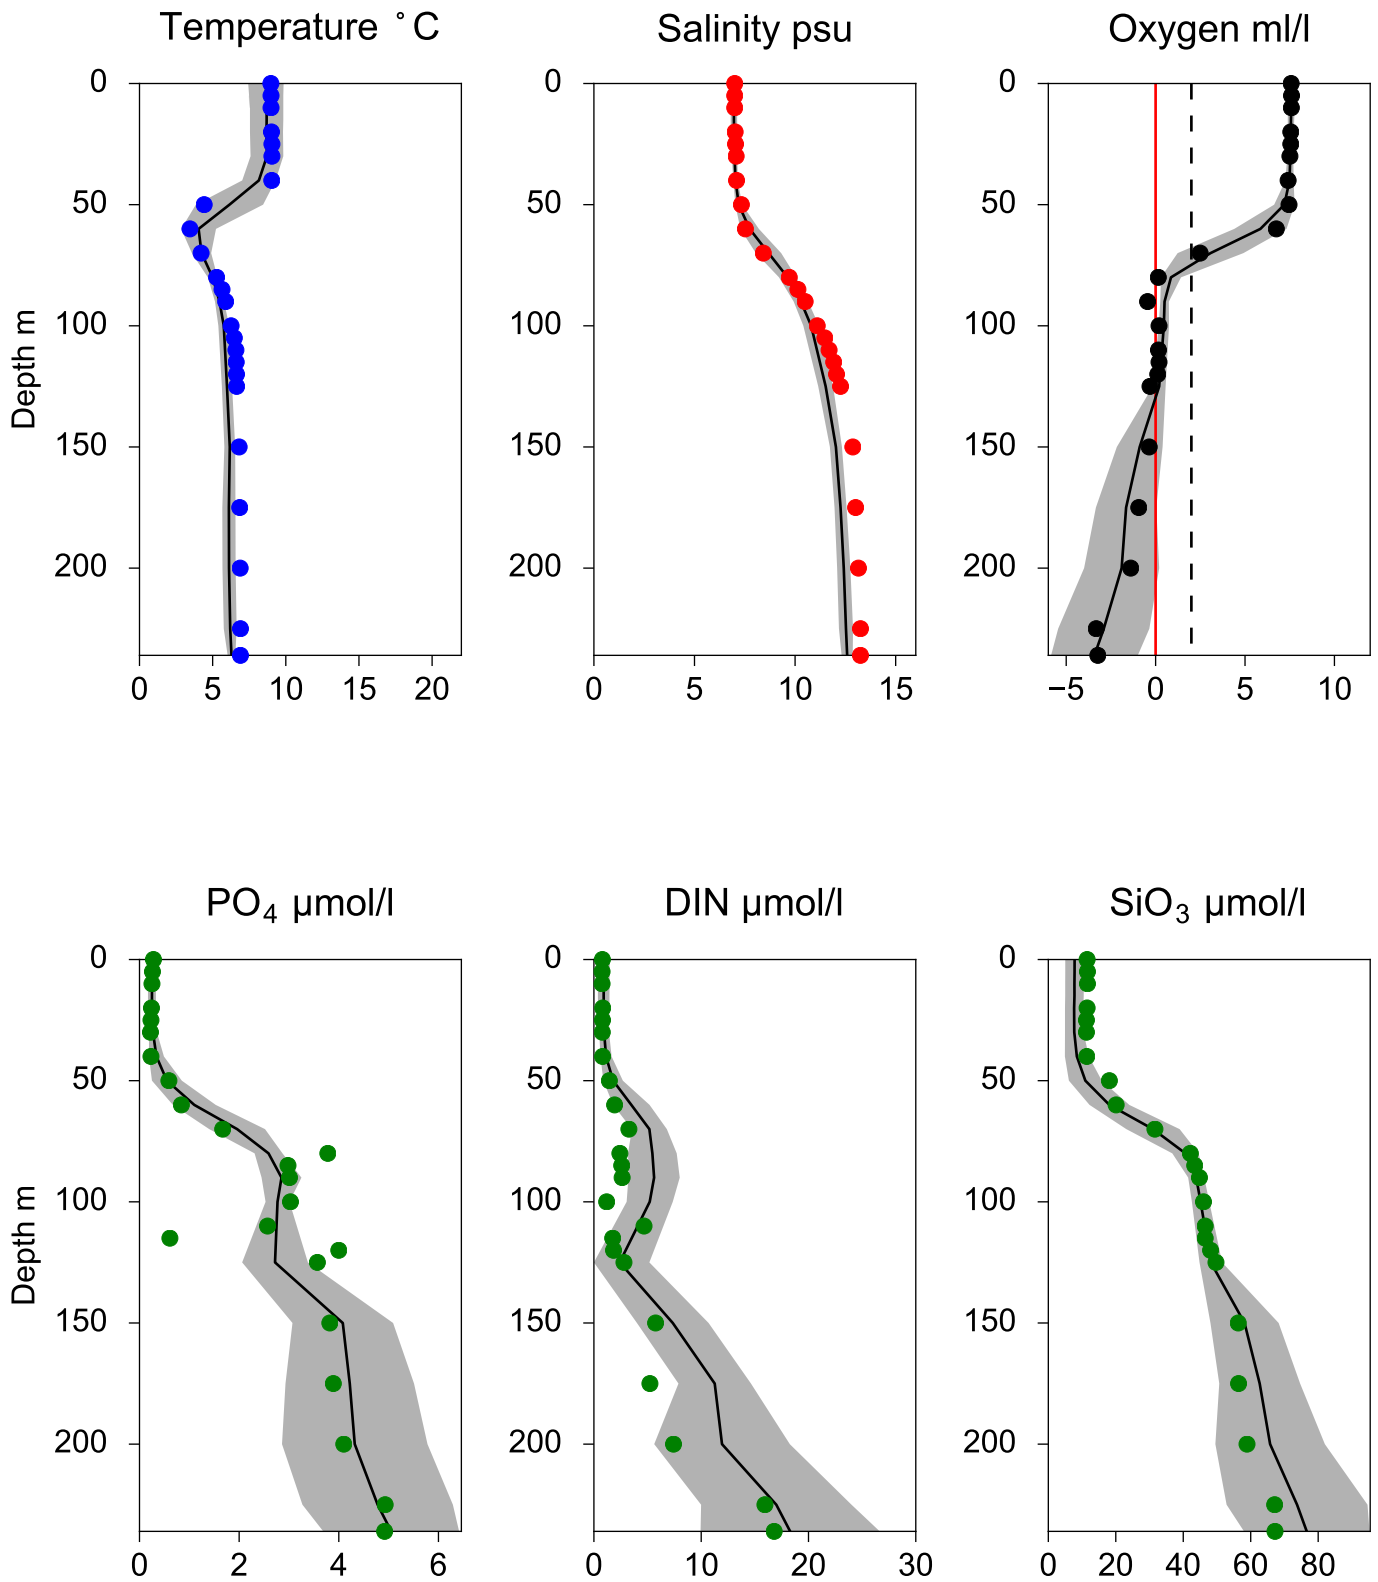 Temperature °C
0
50
100
150
200
0 5 10 15 20
Depth m
Salinity psu
0
50
100
150
200
0 5 10 15
Oxygen ml/l
0
50
100
150
200
−5 0 5 10
PO₄ µmol/l
0
50
100
150
200
0 2 4 6
Depth m
DIN µmol/l
0
50
100
150
200
0 10 20 30
SiO₃ µmol/l
0
50
100
150
200
0 20 40 60 80